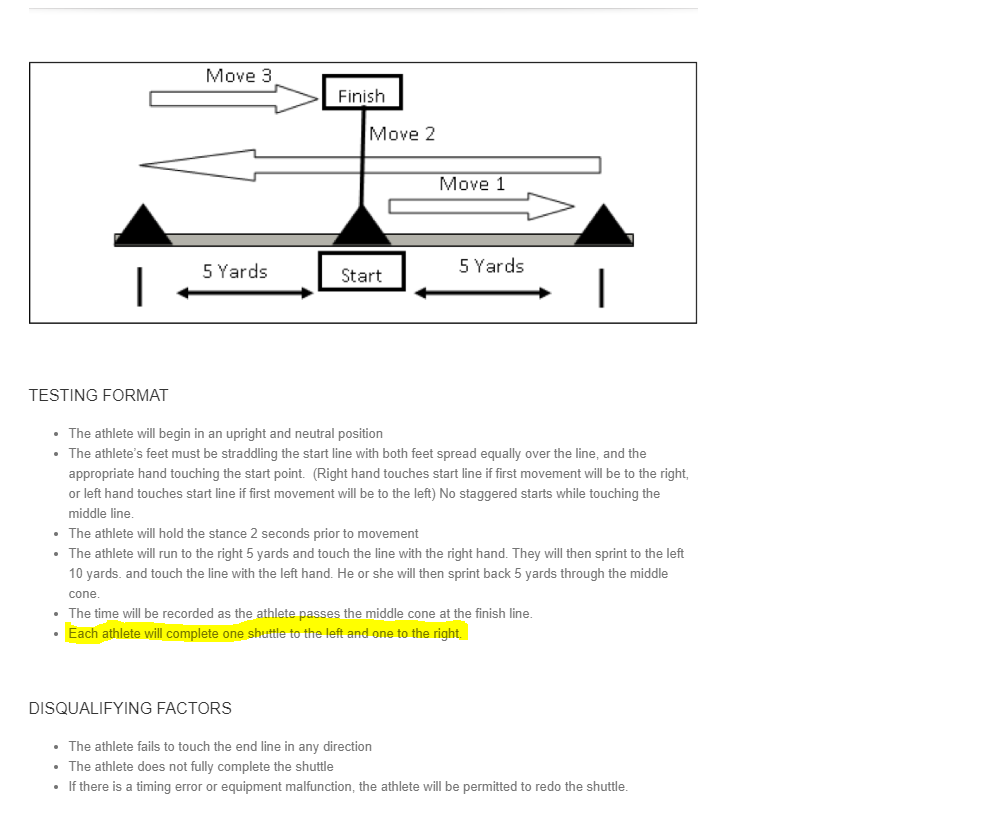 Move 3
Finish
Move 2
Move 1
5 Yards
Start
5 Yards
TESTING FORMAT
• The athlete will begin in an upright and neutral position
• The athlete's feet must be straddling the start line with both feet spread equally over the line, and the
appropriate hand touching the start point.  (Right hand touches start line if first movement will be to the right,
or left hand touches start line if first movement will be to the left) No staggered starts while touching the
middle line.
• The athlete will hold the stance 2 seconds prior to movement
• The athlete will run to the right 5 yards and touch the line with the right hand. They will then sprint to the left
10 yards. and touch the line with the left hand. He or she will then sprint back 5 yards through the middle
cone.
• The time will be recorded as the athlete passes the middle cone at the finish line.
• Each athlete will complete one shuttle to the left and one to the right.
DISQUALIFYING FACTORS
• The athlete fails to touch the end line in any direction
• The athlete does not fully complete the shuttle
• If there is a timing error or equipment malfunction, the athlete will be permitted to redo the shuttle.